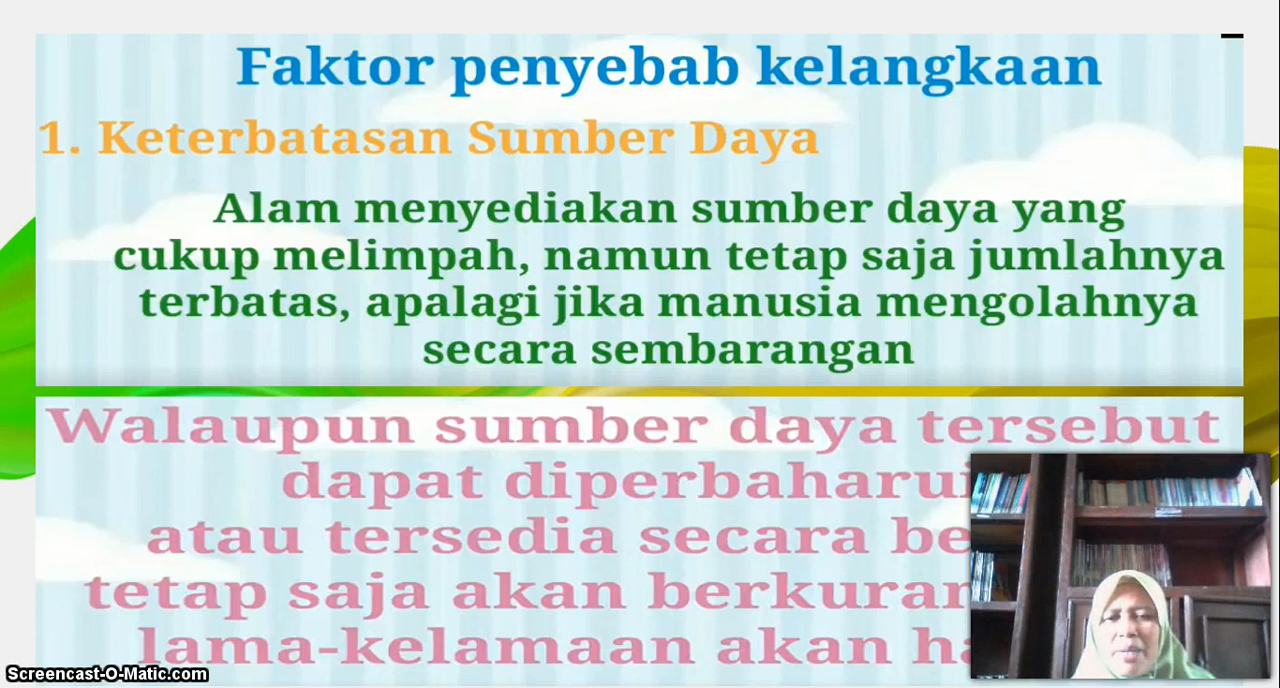 Faktor penyebab kelangkaan
1. Keterbatasan Sumber Daya
Alam menyediakan sumber daya yang
cukup melimpah, namun tetap saja jumlahnya
terbatas, apalagi jika manusia mengolahnya
secara sembarangan
Walaupun sumber daya tersebut
dapat diperbaharui
atau tersedia secara
tetap saja akan
lama-kelamaan akan
Screencast-O-Matic.com